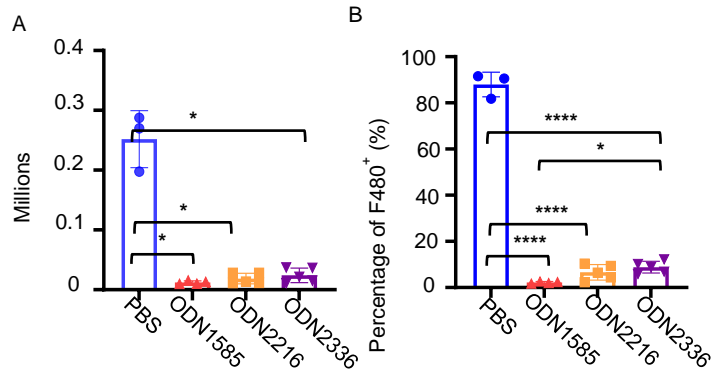 A
Millions
0.4
0.3
0.2
0.1
0
*
*
*
PBS
ODN1585
ODN2216
ODN2336
B
Percentage of F480⁺ (%)
100
80
60
40
20
0
****
*
****
****
PBS
ODN1585
ODN2216
ODN2336